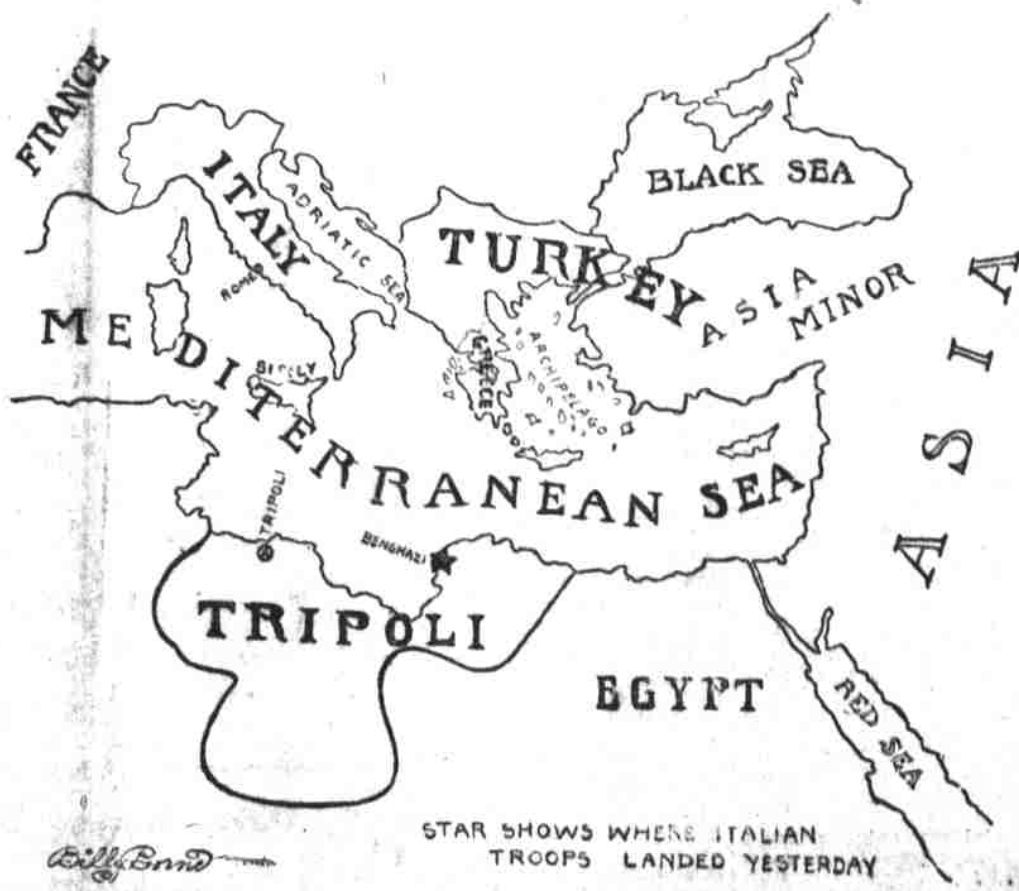 FRANCE
ITALY
ADRIATIC SEA
ROME
BLACK SEA
TURKEY
ASIA
MINOR
ASIA
MEDITERRANEAN SEA
SICILY
GREECE
ARCHIPELAGO
TRIPOLI
BENGHAZI
TRIPOLI
EGYPT
RED SEA
STAR SHOWS WHERE ITALIAN
TROOPS LANDED YESTERDAY
Billy Bond